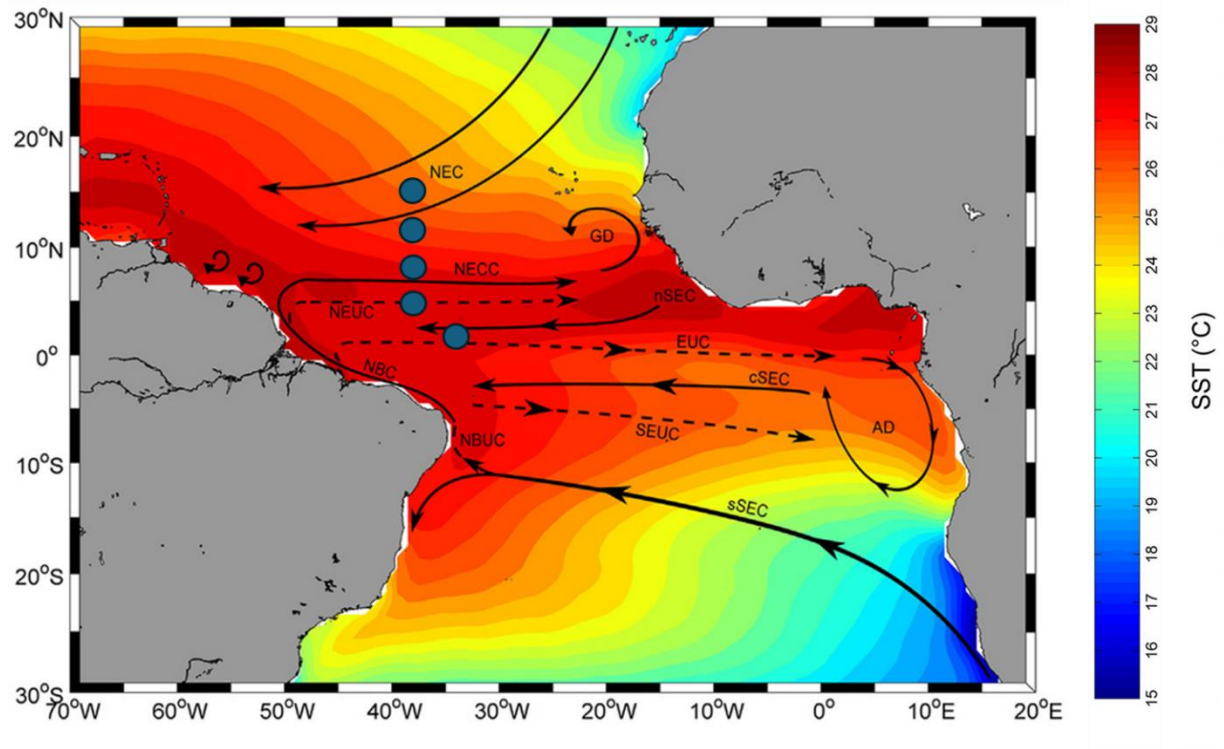 30°N
20°N
10°N
0°
10°S
20°S
30°S
70°W
60°W
50°W
40°W
30°W
20°W
10°W
0°
10°E
20°E
NEC
GD
NECC
nSEC
NEUC
EUC
NBC
cSEC
AD
SEUC
NBUC
sSEC
29
28
27
26
25
24
23
22
21
20
19
18
17
16
15
SST (°C)